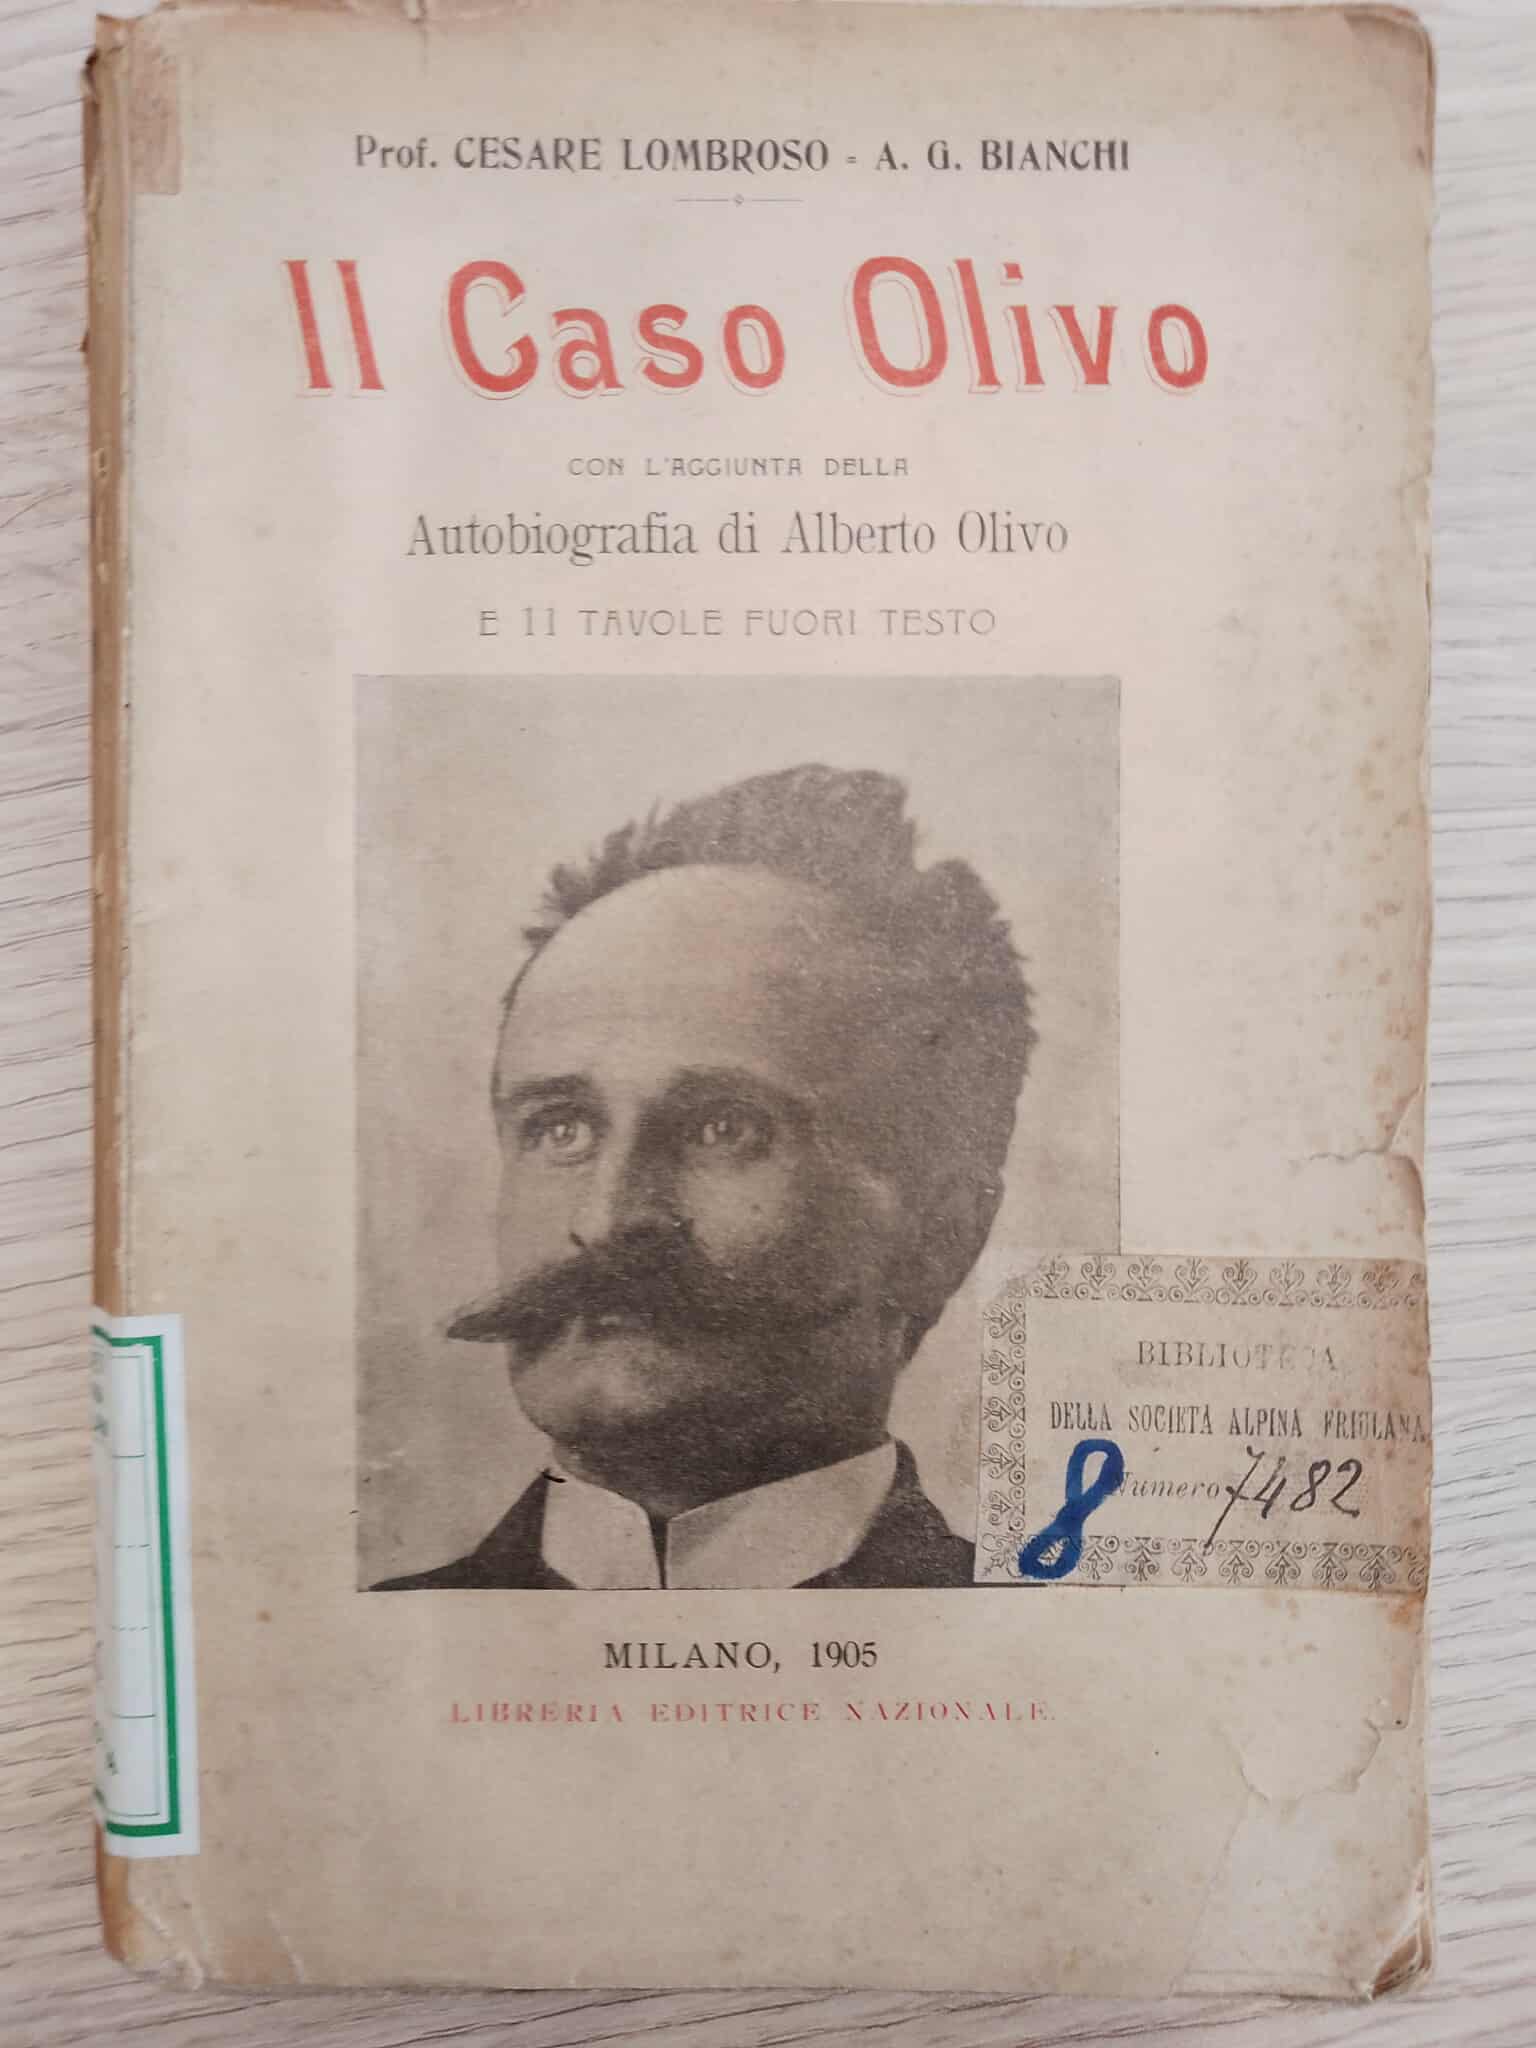 Prof. CESARE LOMBROSO = A. G. BIANCHI
Il Caso Olivo
CON L'AGGIUNTA DELLA
Autobiografia di Alberto Olivo
E 11 TAVOLE FUORI TESTO
BIBLIOTECA
DELLA SOCIETÀ ALPINA FRIULANA
8
Numero 7482
MILANO, 1905
LIBRERIA EDITRICE NAZIONALE.